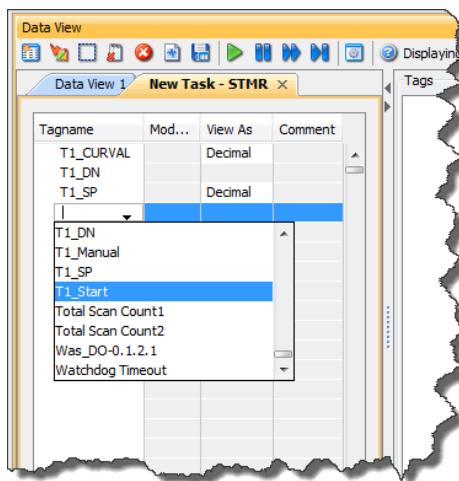 Data View
Displaying
Data View 1 New Task - STMR
Tags
Tagname Mod... View As Comment
T1_CURVAL Decimal
T1_DN
T1_SP Decimal
T1_DN
T1_Manual
T1_SP
T1_Start
Total Scan Count1
Total Scan Count2
Was_DO-0.1.2.1
Watchdog Timeout